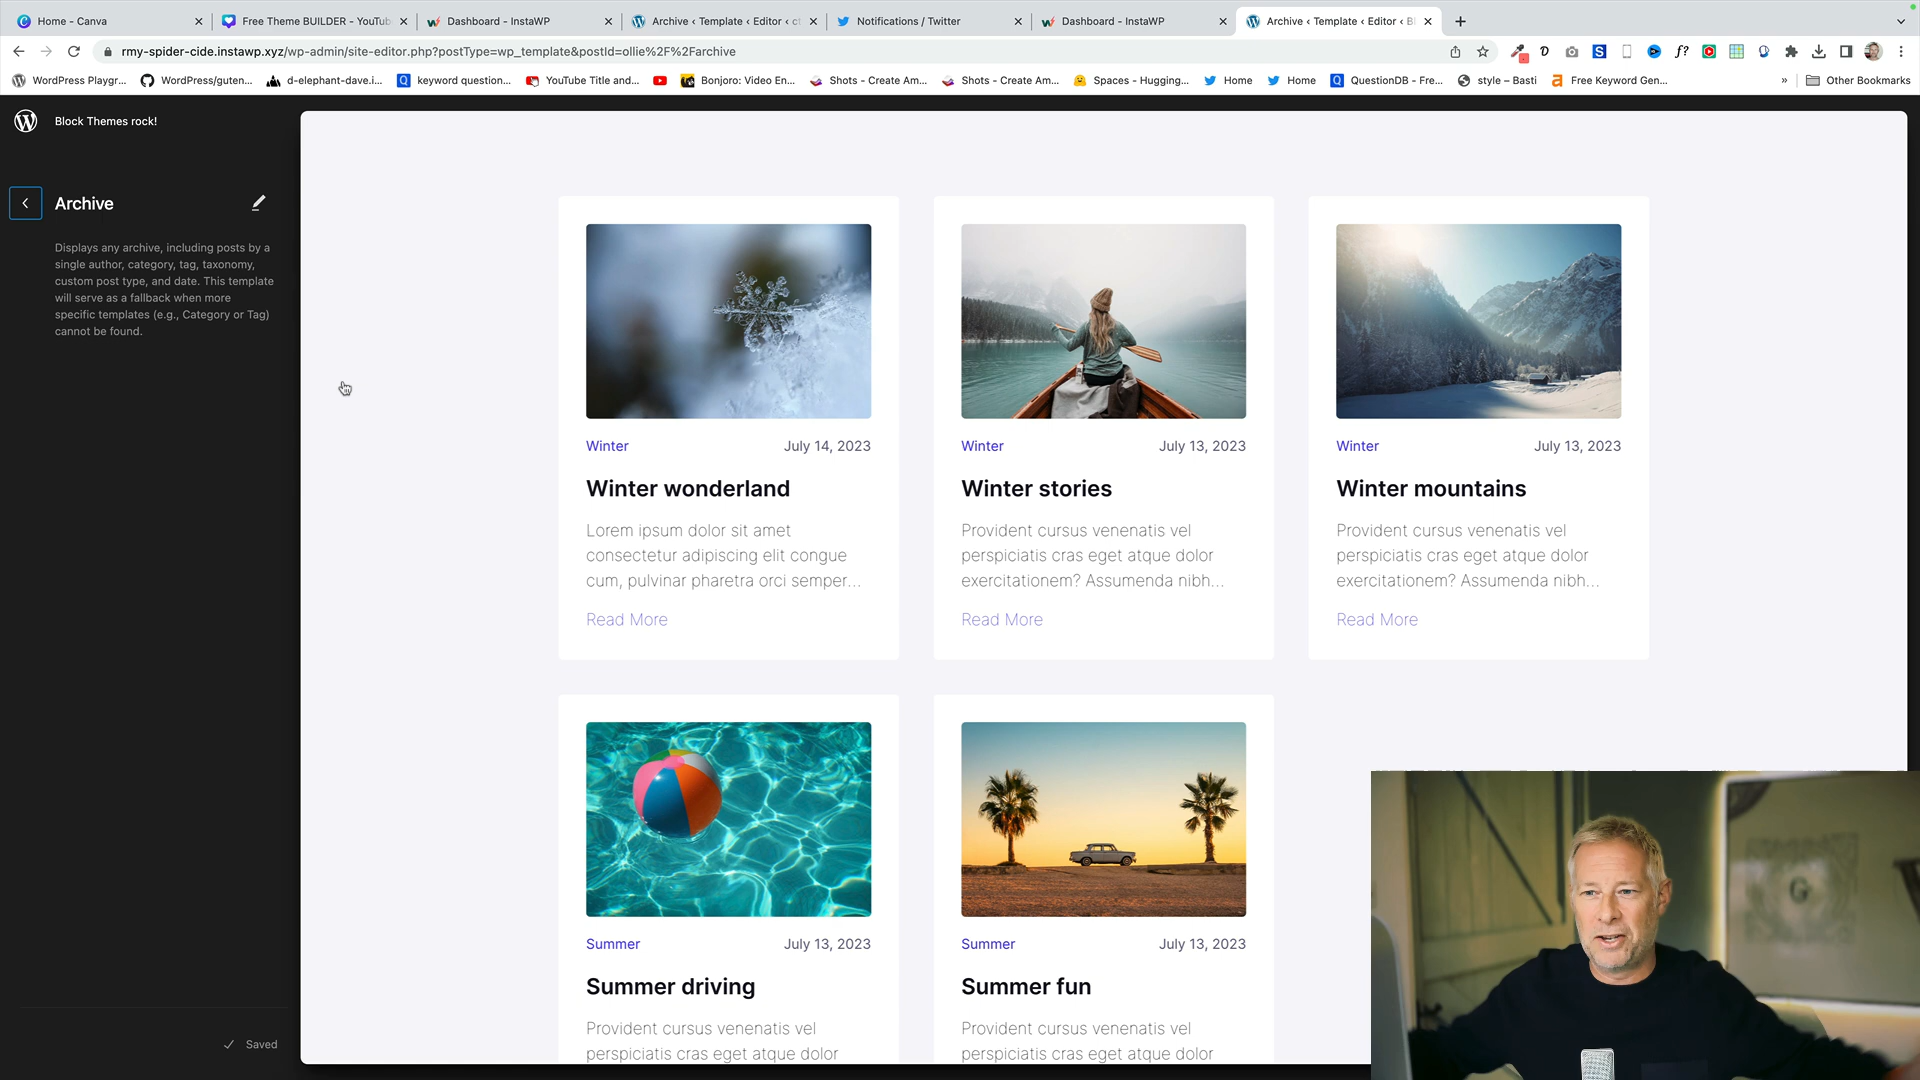 Home - Canva
Free Theme BUILDER - YouTub
Dashboard - InstaWP
Archive ‹ Template ‹ Editor ‹ ct
Notifications / Twitter
Dashboard - InstaWP
Archive ‹ Template ‹ Editor ‹ Bl
rmy-spider-cide.instawp.xyz/wp-admin/site-editor.php?postType=wp_template&postId=ollie%2F%2Farchive
WordPress Playgr...
WordPress/guten...
d-elephant-dave.i...
keyword question...
YouTube Title and...
Bonjoro: Video En...
Shots - Create Am...
Shots - Create Am...
Spaces - Hugging...
Home
Home
QuestionDB - Fre...
style – Basti
Free Keyword Gen...
»
Other Bookmarks
Block Themes rock!
Archive
Displays any archive, including posts by a
single author, category, tag, taxonomy,
custom post type, and date. This template
will serve as a fallback when more
specific templates (e.g., Category or Tag)
cannot be found.
Saved
Winter July 14, 2023
Winter wonderland
Lorem ipsum dolor sit amet
consectetur adipiscing elit congue
cum, pulvinar pharetra orci semper...
Read More
Winter July 13, 2023
Winter stories
Provident cursus venenatis vel
perspiciatis cras eget atque dolor
exercitationem? Assumenda nibh...
Read More
Winter July 13, 2023
Winter mountains
Provident cursus venenatis vel
perspiciatis cras eget atque dolor
exercitationem? Assumenda nibh...
Read More
Summer July 13, 2023
Summer driving
Provident cursus venenatis vel
perspiciatis cras eget atque dolor
Summer July 13, 2023
Summer fun
Provident cursus venenatis vel
perspiciatis cras eget atque dolor